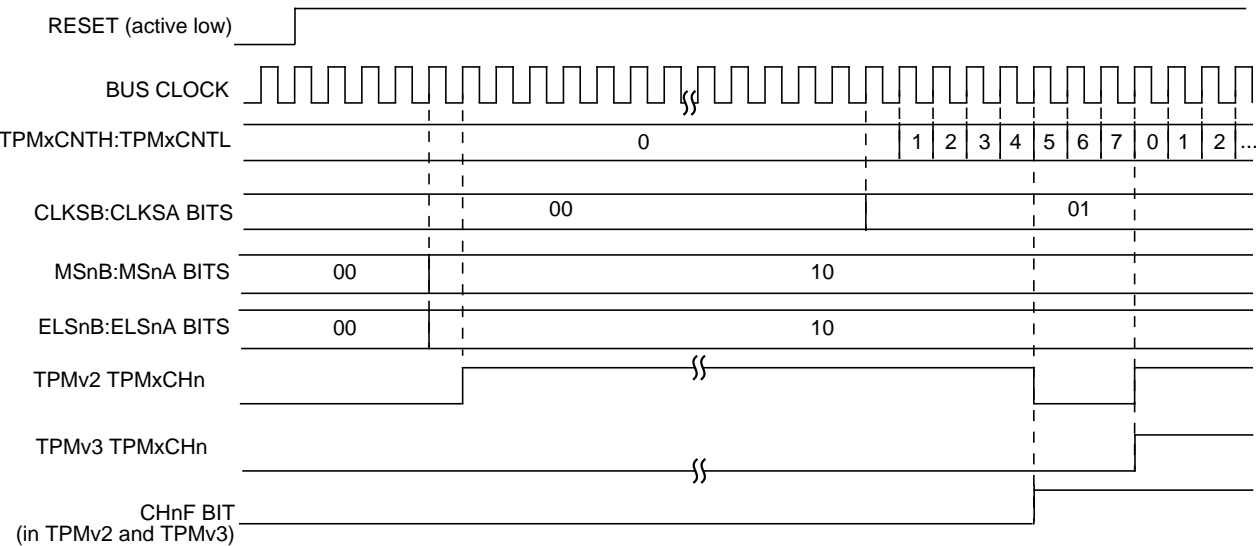 RESET (active low)
BUS CLOCK
TPMxCNTH:TPMxCNTL 0 1 2 3 4 5 6 7 0 1 2 ...
CLKSB:CLKSA BITS 00 01
MSnB:MSnA BITS 00 10
ELSnB:ELSnA BITS 00 10
TPMv2 TPMxCHn
TPMv3 TPMxCHn
CHnF BIT
(in TPMv2 and TPMv3)